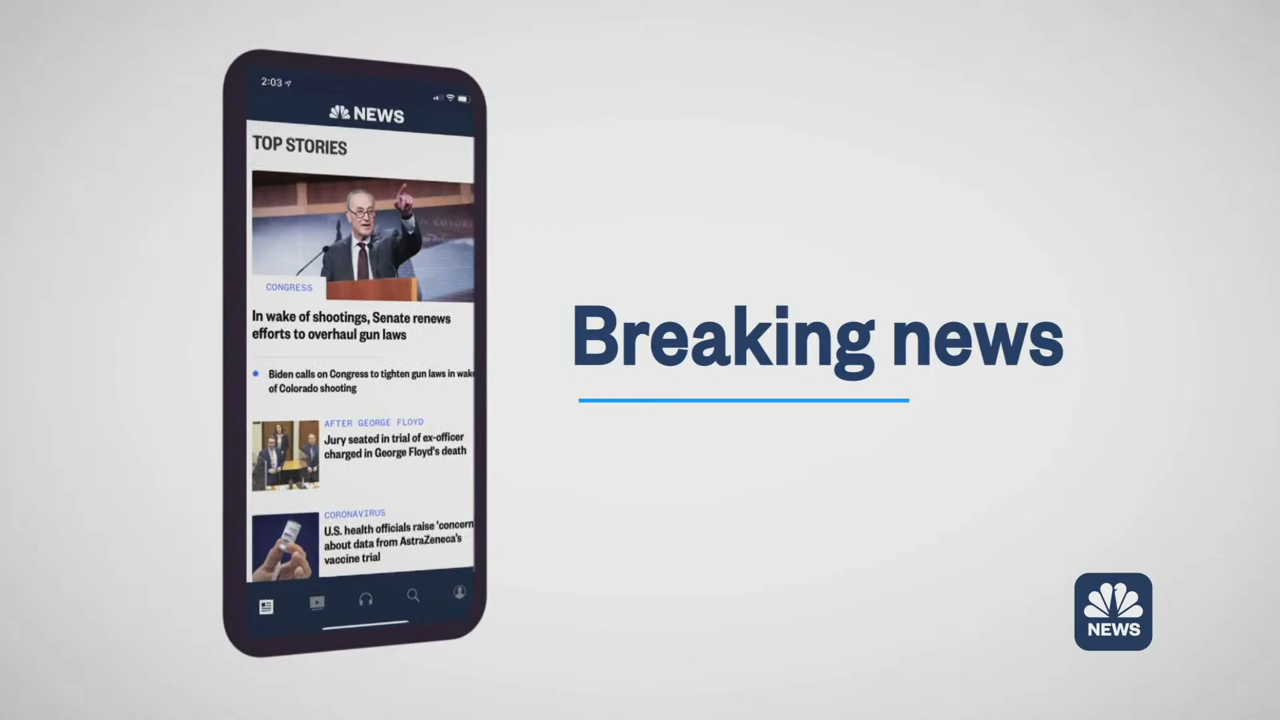 2:03
NEWS
TOP STORIES
CONGRESS
In wake of shootings, Senate renews
efforts to overhaul gun laws
Biden calls on Congress to tighten gun laws in wake
of Colorado shooting
AFTER GEORGE FLOYD
Jury seated in trial of ex-officer
charged in George Floyd's death
CORONAVIRUS
U.S. health officials raise 'concern
about data from AstraZeneca's
vaccine trial
Breaking news
NEWS